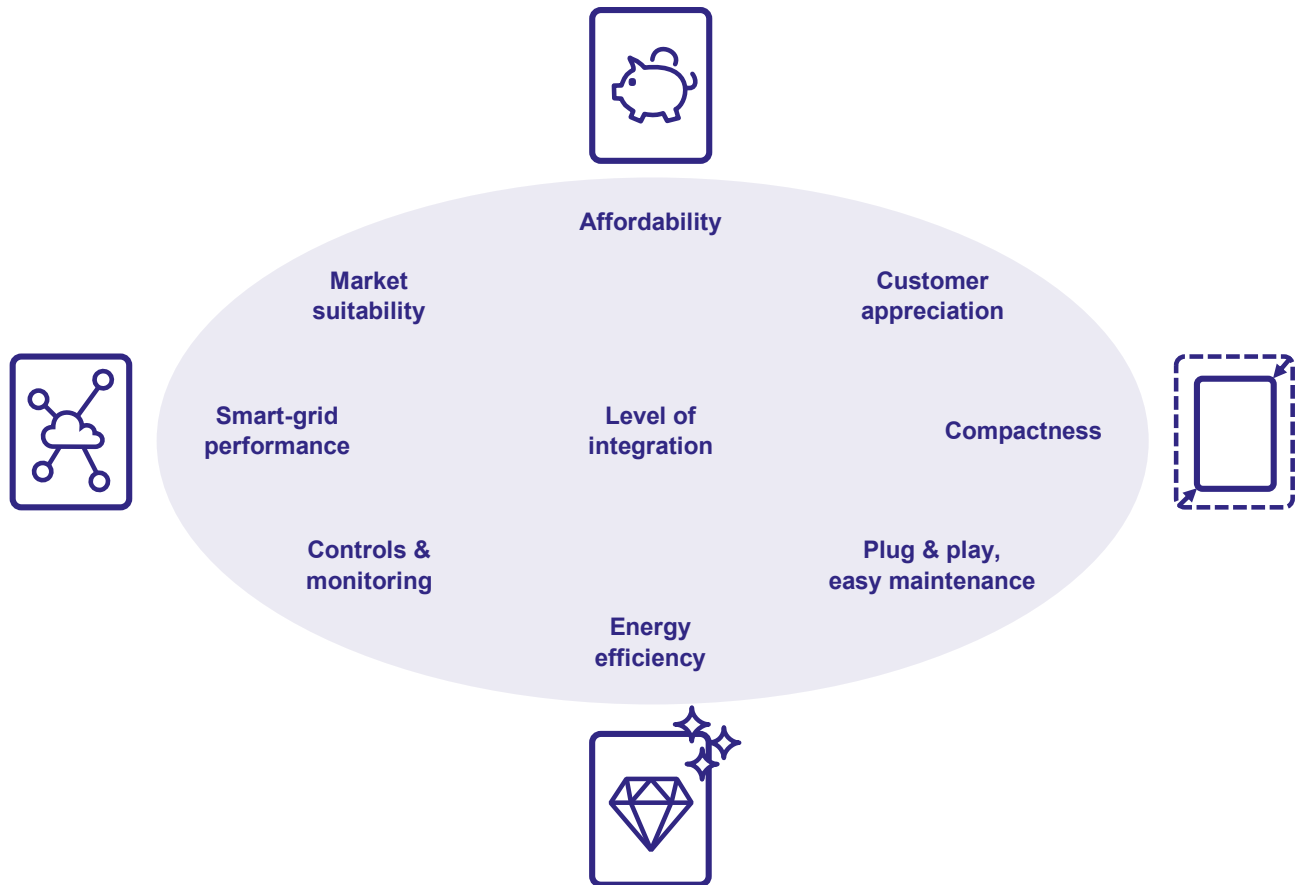 Affordability
Market
suitability
Customer
appreciation
Smart-grid
performance
Level of
integration
Compactness
Controls &
monitoring
Plug & play,
easy maintenance
Energy
efficiency